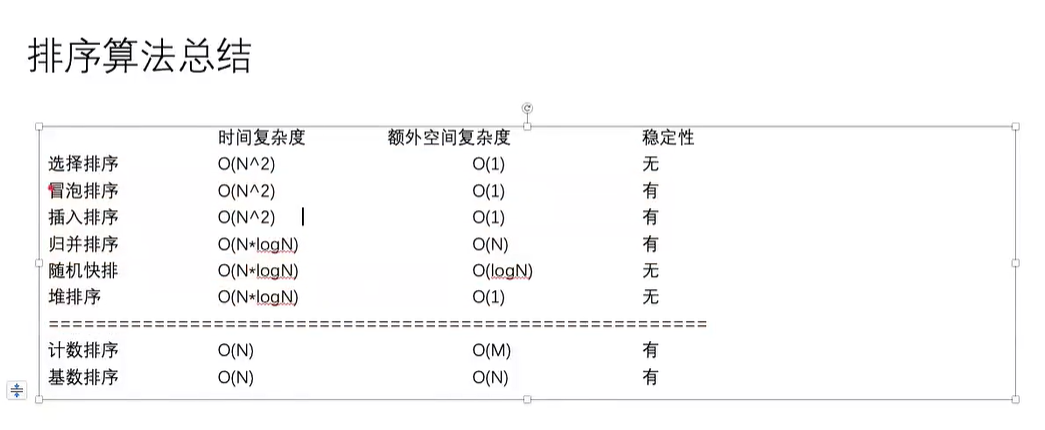 排序算法总结
时间复杂度 额外空间复杂度 稳定性
选择排序 O(N^2) O(1) 无
冒泡排序 O(N^2) O(1) 有
插入排序 O(N^2) O(1) 有
归并排序 O(N*logN) O(N) 有
随机快排 O(N*logN) O(logN) 无
堆排序 O(N*logN) O(1) 无
========================================================
计数排序 O(N) O(M) 有
基数排序 O(N) O(N) 有